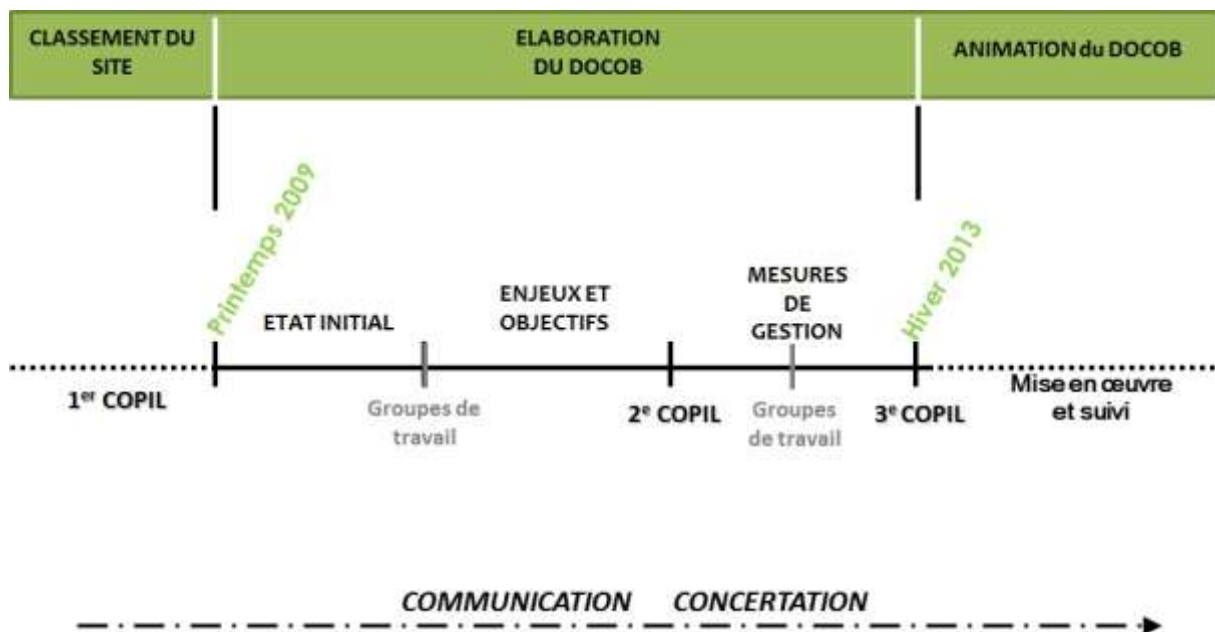 CLASSEMENT DU
SITE
ELABORATION
DU DOCOB
ANIMATION du DOCOB
Printemps 2009
Hiver 2013
ETAT INITIAL
ENJEUX ET
OBJECTIFS
MESURES
DE
GESTION
1er COPIL
Groupes de
travail
2e COPIL
Groupes
de travail
3e COPIL
Mise en œuvre
et suivi
COMMUNICATION CONCERTATION